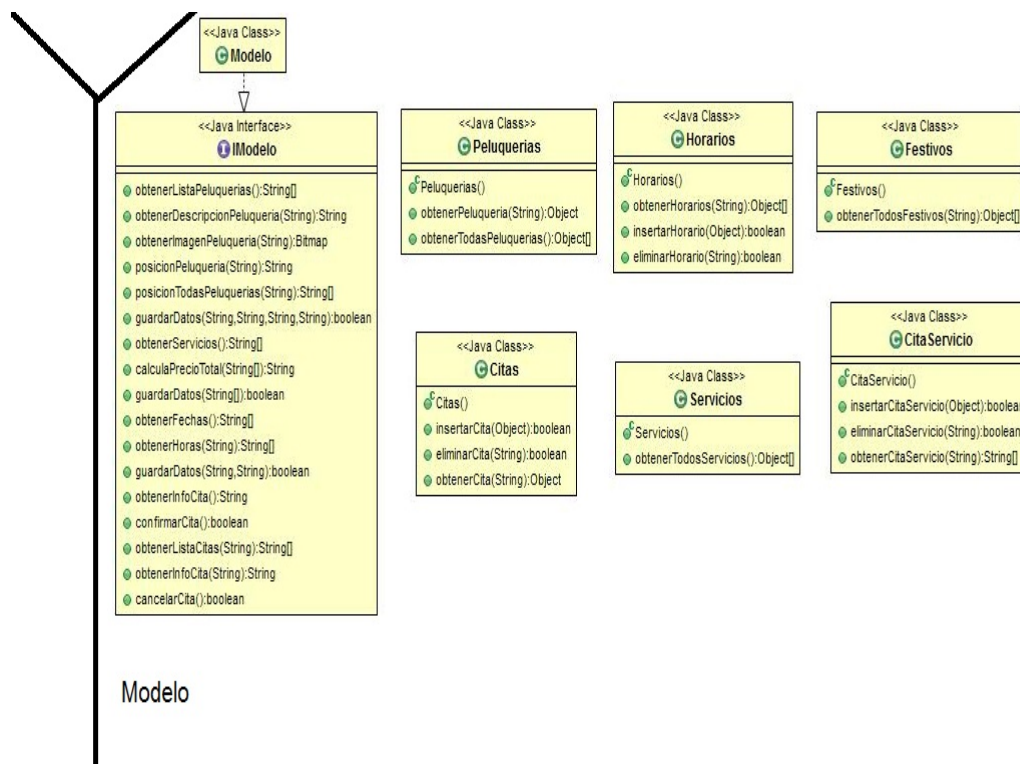 <<Java Class>>
Modelo
<<Java Interface>>
IModelo
obtenerListaPeluquerias():String[]
obtenerDescripcionPeluqueria(String):String
obtenerImagenPeluqueria(String):Bitmap
posicionPeluqueria(String):String
posicionTodasPeluquerias(String):String[]
guardarDatos(String,String,String,String):boolean
obtenerServicios():String[]
calculaPrecioTotal(String[]):String
guardarDatos(String[]):boolean
obtenerFechas():String[]
obtenerHoras(String):String[]
guardarDatos(String,String):boolean
obtenerInfoCita():String
confirmarCita():boolean
obtenerListaCitas(String):String[]
obtenerInfoCita(String):String
cancelarCita():boolean
<<Java Class>>
Peluquerias
Peluquerias()
obtenerPeluqueria(String):Object
obtenerTodasPeluquerias():Object[]
<<Java Class>>
Horarios
Horarios()
obtenerHorarios(String):Object[]
insertarHorario(Object):boolean
eliminarHorario(String):boolean
<<Java Class>>
Festivos
Festivos()
obtenerTodosFestivos(String):Object[]
<<Java Class>>
Citas
Citas()
insertarCita(Object):boolean
eliminarCita(String):boolean
obtenerCita(String):Object
<<Java Class>>
Servicios
Servicios()
obtenerTodosServicios():Object[]
<<Java Class>>
CitaServicio
CitaServicio()
insertarCitaServicio(Object):boolean
eliminarCitaServicio(String):boolean
obtenerCitaServicio(String):String[]
Modelo